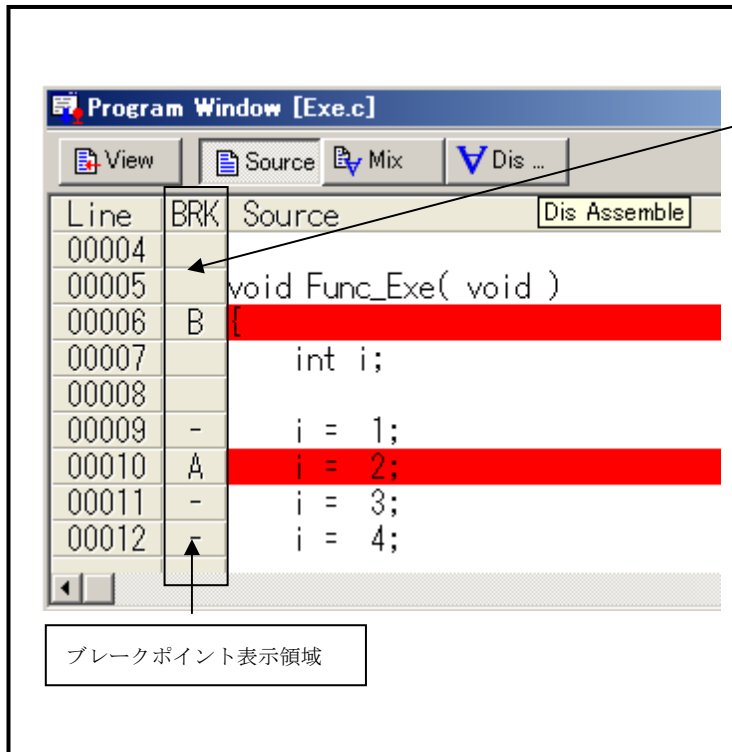 Program Window [Exe.c]
View Source Mix Dis ...
Line BRK Source Dis Assemble
00004
00005 void Func_Exe( void )
00006 B {
00007 int i;
00008
00009 - i = 1;
00010 A i = 2;
00011 - i = 3;
00012 - i = 4;
ブレークポイント表示領域